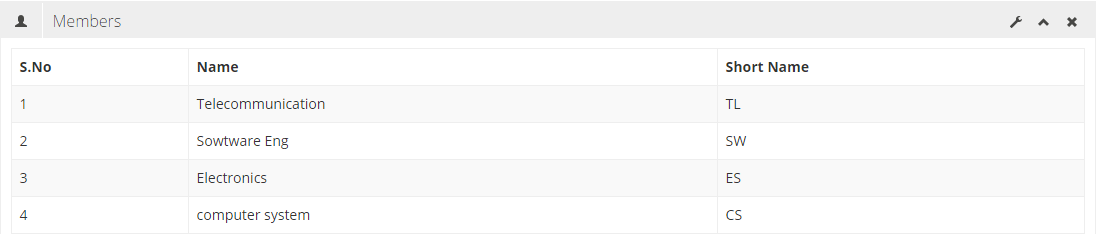 Members
S.No Name Short Name
1 Telecommunication TL
2 Sowtware Eng SW
3 Electronics ES
4 computer system CS